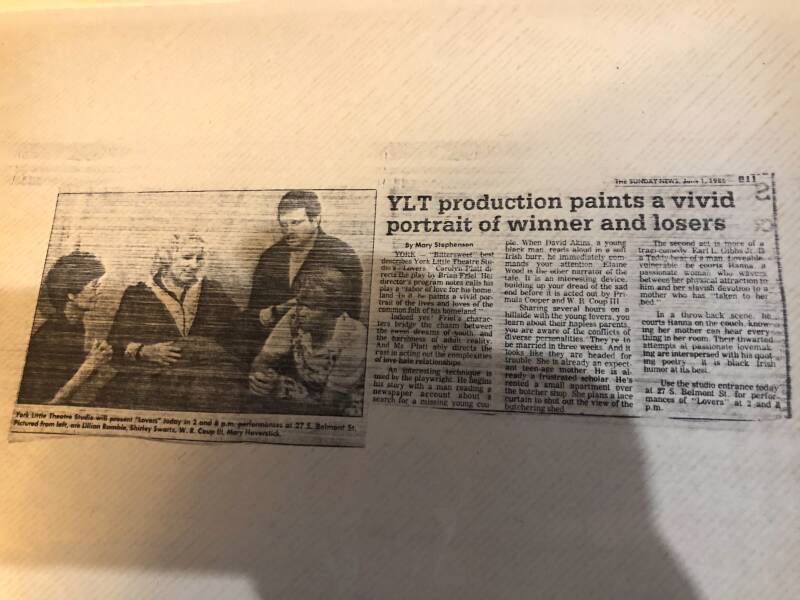 THE SUNDAY NEWS, June 1, 1986 B11
YLT production paints a vivid
portrait of winner and losers
By Mary Stephenson
YORK — "Bittersweet" best
describes York Little Theatre Stu-
dio's "Lovers." Carolyn Platt di-
rects the play by Brian Friel. He
director's program notes calls his
play a "labor of love for his home-
land. In it he paints a vivid por-
trait of the lives and loves of the
common folk of his homeland."
Indeed yes! Friel's charac-
ters bridge the chasm between
the sweet dreams of youth and
the harshness of adult reality.
And Ms. Platt ably directs the
cast in acting out the complexities
of love-hate relationships.
An interesting technique is
used by the playwright. He begins
his story with a man reading a
newspaper account about a
search for a missing young cou-
ple. When David Akins, a young
black man, reads aloud in a soft
Irish burr, he immediately com-
mands your attention. Elaine
Wood is the other narrator of the
tale. It is an interesting device,
building up your dread of the sad
end before it is acted out by Pri-
mula Cooper and W. R. Coup III.
Sharing several hours on a
hillside with the young lovers, you
learn about their hapless parents,
you are aware of the conflicts of
diverse personalities. They're to
be married in three weeks. And it
looks like they are headed for
trouble. She is already an expect-
ant teen-age mother. He is al-
ready a frustrated scholar. He's
rented a small apartment over
the butcher shop. She plans a lace
curtain to shut out the view of the
butchering shed.
The second act is more of a
tragi-comedy. Earl L. Gibbs Jr. is
a Teddy bear of a man. Loveable,
vulnerable, he courts Hanna a
passionate woman who wavers
between her physical attraction to
him and her slavish devotion to a
mother who has "taken to her
bed."
In a throw-back scene, he
courts Hanna on the couch, know-
ing her mother can hear every
thing in her room. Their thwarted
attempts at passionate lovemak-
ing are interspersed with his quot-
ing poetry. It is black Irish
humor at its best.
Use the studio entrance today
at 27 S. Belmont St. for perfor-
mances of "Lovers" at 2 and 8
p.m.
York Little Theatre Studio will present "Lovers" today in 2 and 8 p.m. performances at 27 S. Belmont St.
Pictured from left, are Lillian Rambie, Shirley Swartz, W. R. Coup III, Mary Haverstick.